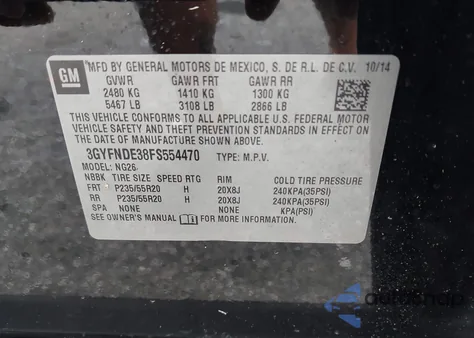 GM
MFD BY GENERAL MOTORS DE MEXICO, S. DE R.L. DE C.V. 10/14
GVWR GAWR FRT GAWR RR
2480 KG 1410 KG 1300 KG
5467 LB 3108 LB 2866 LB
THIS VEHICLE CONFORMS TO ALL APPLICABLE U.S. FEDERAL MOTOR
VEHICLE SAFETY, BUMPER, AND THEFT PREVENTION STANDARDS IN EFFECT ON
THE DATE OF MANUFACTURE SHOWN ABOVE.
3GYFNDE38FS554470 TYPE: M.P.V.
MODEL: NG26
NBBK TIRE SIZE SPEED RTG RIM COLD TIRE PRESSURE
FRT P235/55R20 H 20X8J 240KPA(35PSI)
RR P235/55R20 H 20X8J 240KPA(35PSI)
SPA NONE NONE KPA(PSI)
SEE OWNER'S MANUAL FOR MORE INFORMATION.
autosnap